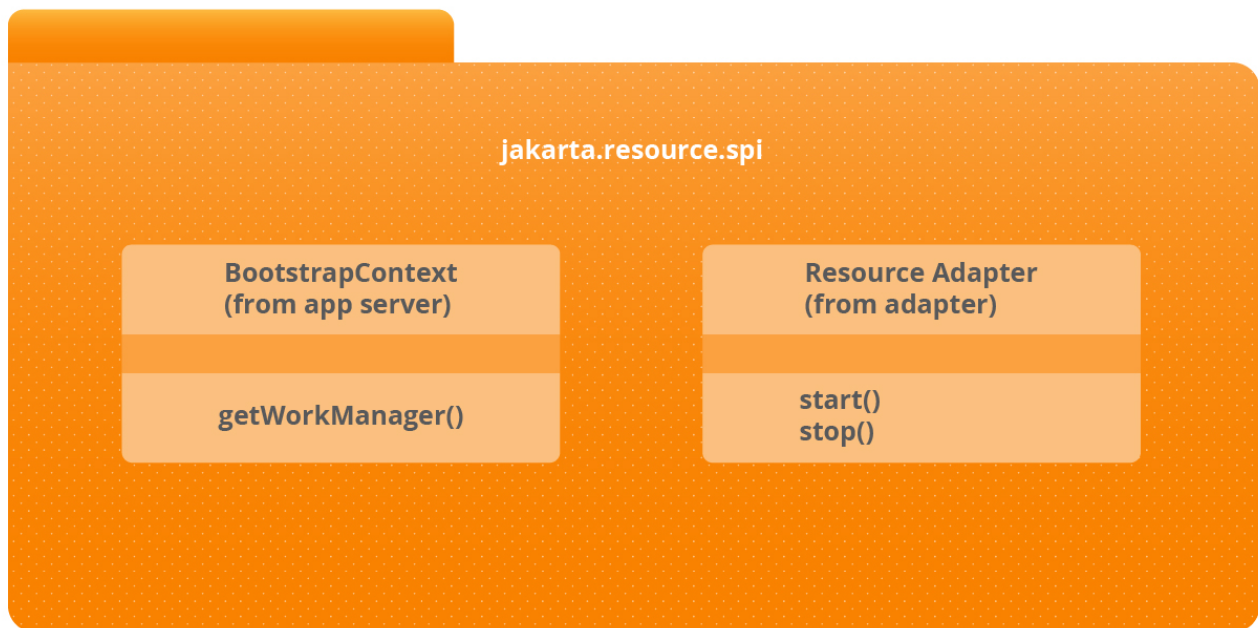 jakarta.resource.spi
BootstrapContext
(from app server)
getWorkManager()
Resource Adapter
(from adapter)
start()
stop()